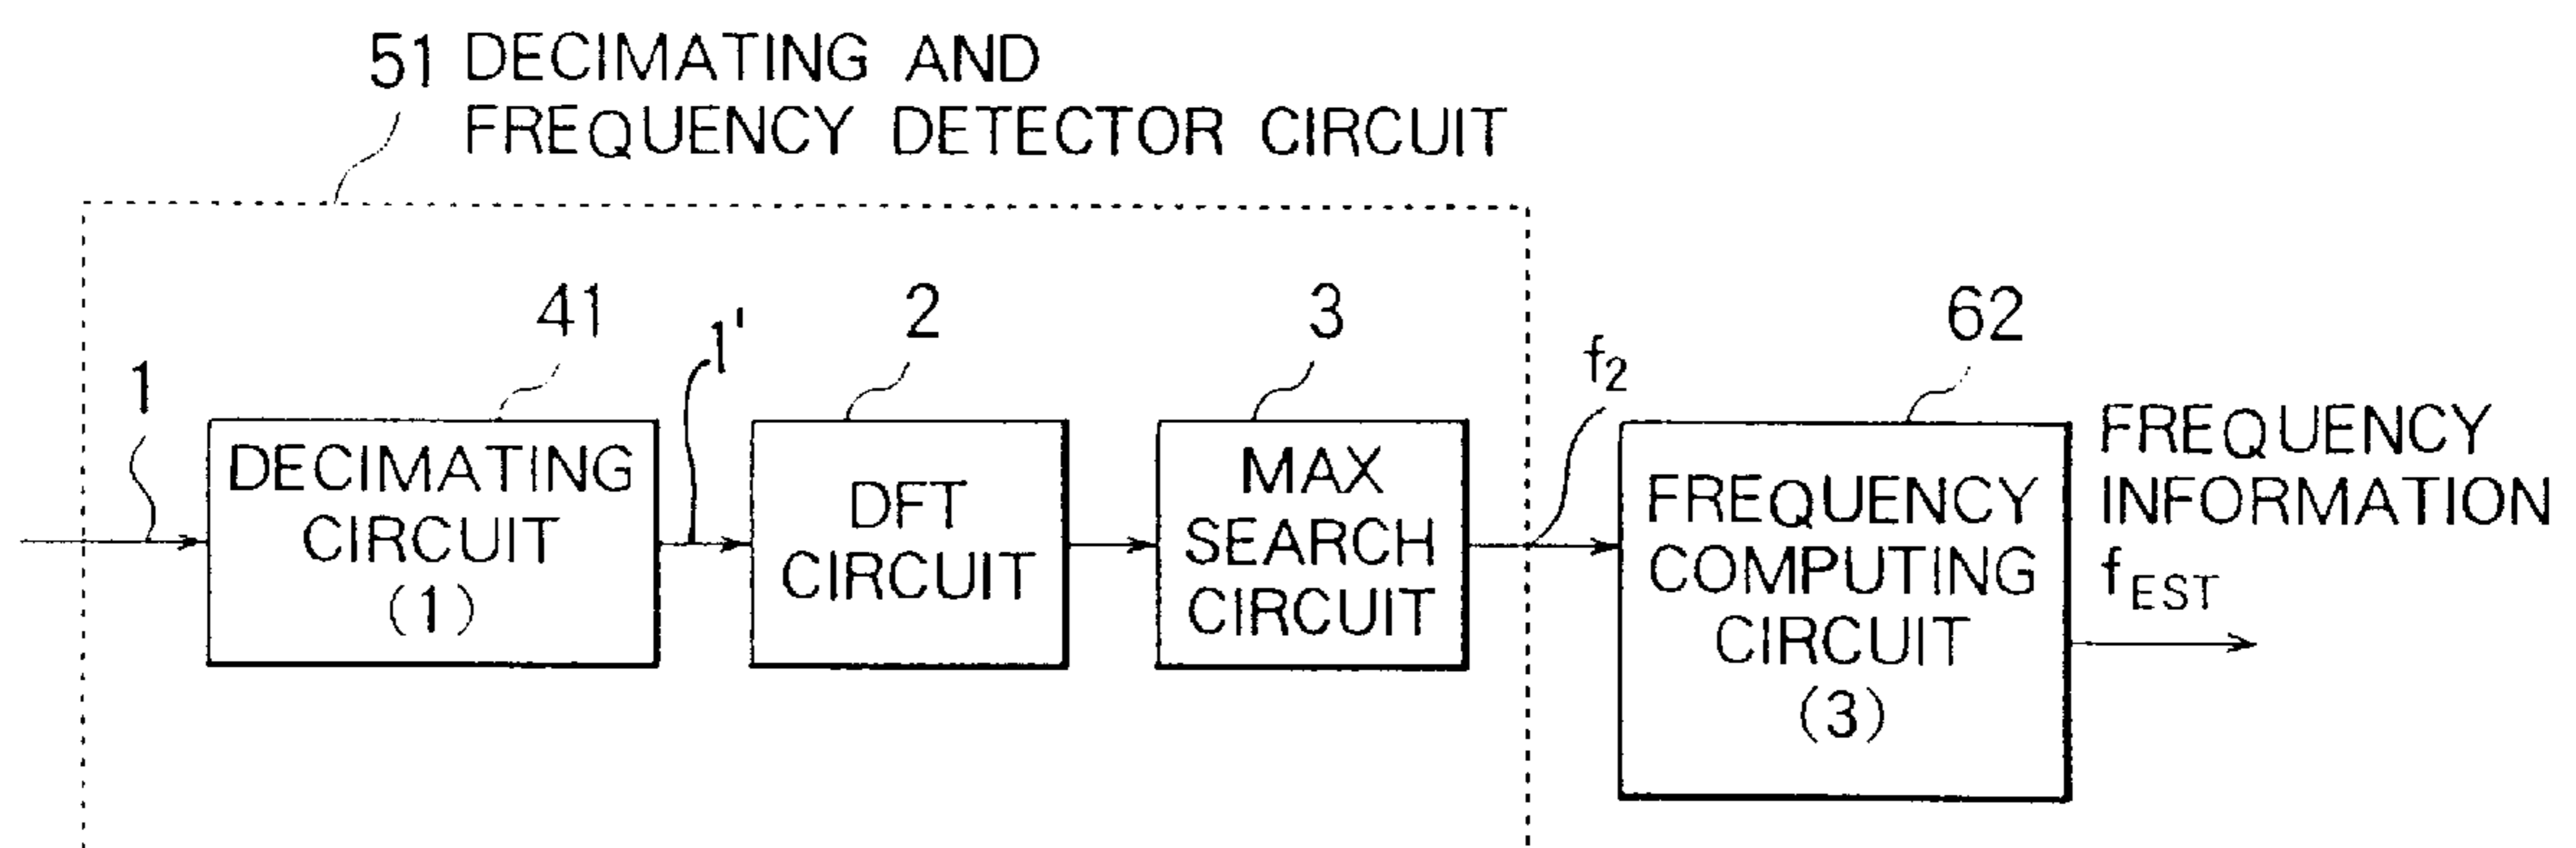 51 DECIMATING AND
FREQUENCY DETECTOR CIRCUIT
41
1'
2
3
f2
62
1
DECIMATING
CIRCUIT
(1)
DFT
CIRCUIT
MAX
SEARCH
CIRCUIT
FREQUENCY
COMPUTING
CIRCUIT
(3)
FREQUENCY
INFORMATION
fEST